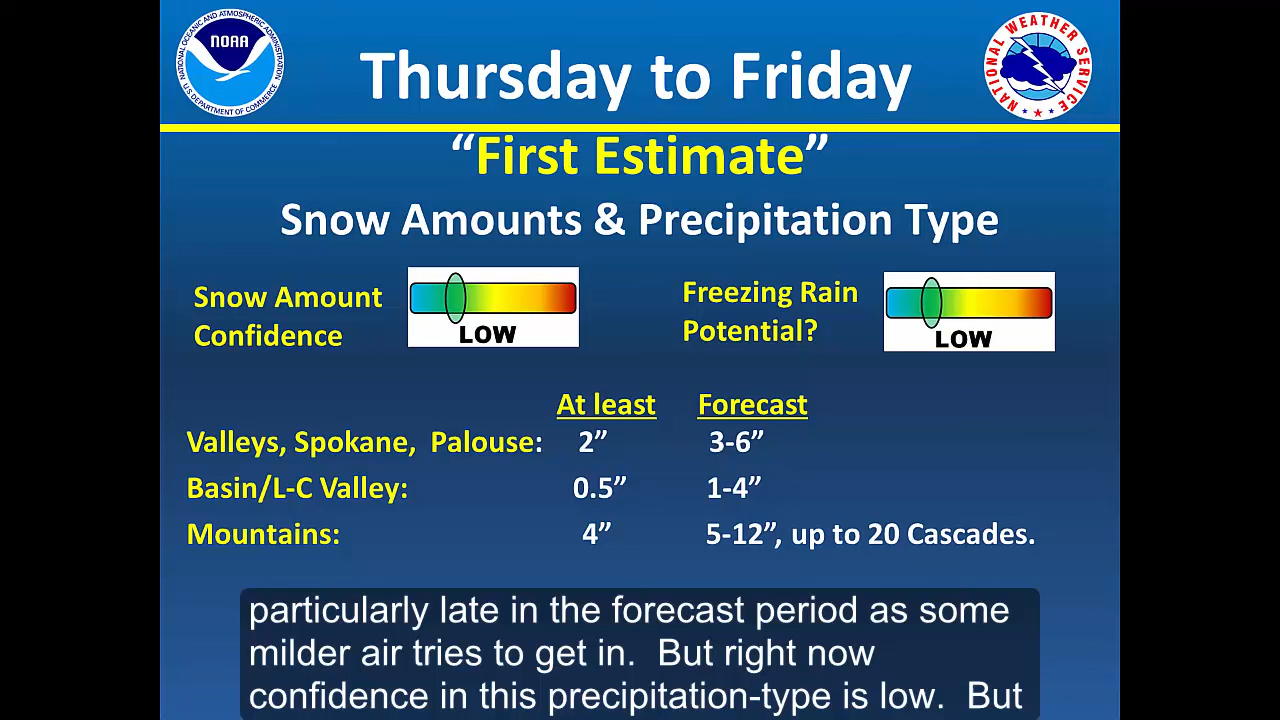 NATIONAL OCEANIC AND ATMOSPHERIC ADMINISTRATION
NOAA
U.S. DEPARTMENT OF COMMERCE
NATIONAL WEATHER SERVICE
Thursday to Friday
“First Estimate”
Snow Amounts & Precipitation Type
Snow Amount
Confidence
LOW
Freezing Rain
Potential?
LOW
At least Forecast
Valleys, Spokane, Palouse: 2” 3-6”
Basin/L-C Valley: 0.5” 1-4”
Mountains: 4” 5-12”, up to 20 Cascades.
particularly late in the forecast period as some
milder air tries to get in. But right now
confidence in this precipitation-type is low. But